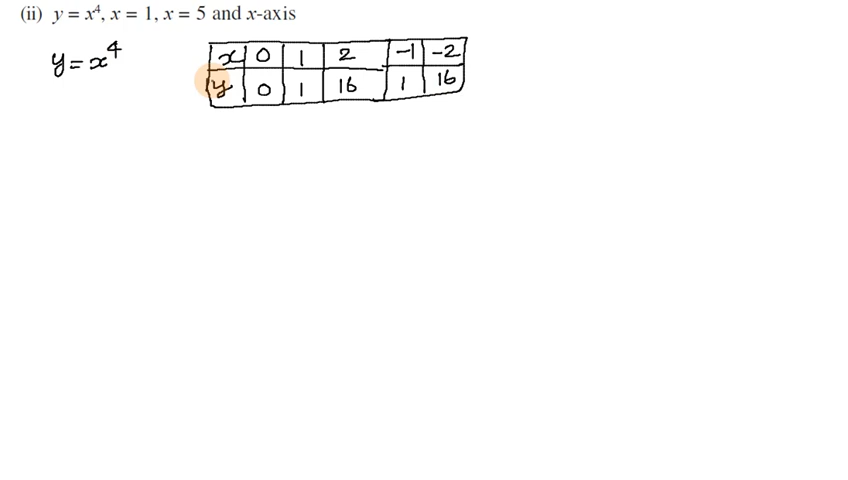 (ii) y = x⁴, x = 1, x = 5 and x-axis
y = x⁴
x 0 1 2 -1 -2
y 0 1 16 1 16